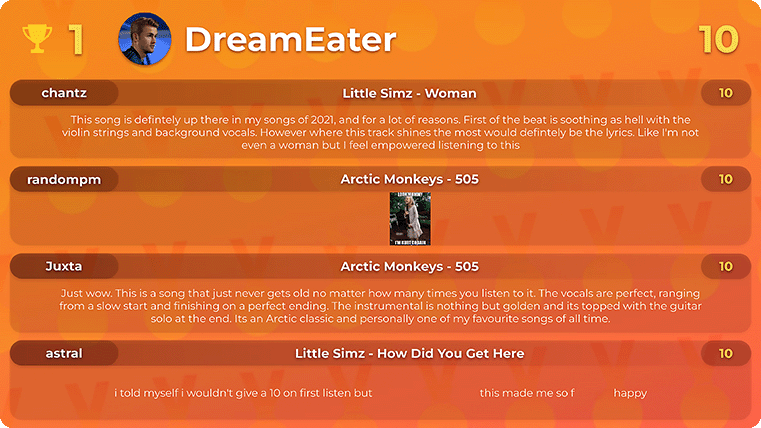 1 DreamEater 10
chantz Little Simz - Woman 10
This song is defintely up there in my songs of 2021, and for a lot of reasons. First of the beat is soothing as hell with the
violin strings and background vocals. However where this track shines the most would defintely be the lyrics. Like I'm not
even a woman but I feel empowered listening to this
randompm Arctic Monkeys - 505 10
Juxta Arctic Monkeys - 505 10
Just wow. This is a song that just never gets old no matter how many times you listen to it. The vocals are perfect, ranging
from a slow start and finishing on a perfect ending. The instrumental is nothing but golden and its topped with the guitar
solo at the end. Its an Arctic classic and personally one of my favourite songs of all time.
astral Little Simz - How Did You Get Here 10
i told myself i wouldn't give a 10 on first listen but this made me so f happy